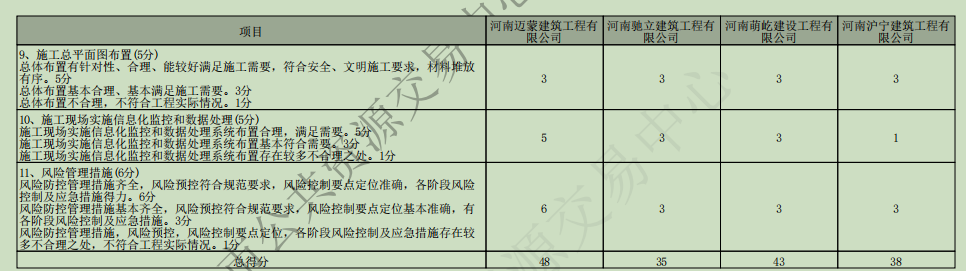 项目 河南迈蒙建筑工程有限公司 河南驰立建筑工程有限公司 河南萌屹建设工程有限公司 河南沪宁建筑工程有限公司
9、施工总平面图布置(5分)
总体布置有针对性、合理、能较好满足施工需要，符合安全、文明施工要求，材料堆放
有序。5分
总体布置基本合理、基本满足施工需要。3分
总体布置不合理，不符合工程实际情况。1分
3 3 3 3
10、施工现场实施信息化监控和数据处理(5分)
施工现场实施信息化监控和数据处理系统布置合理，满足需要。5分
施工现场实施信息化监控和数据处理系统布置基本符合需要。3分
施工现场实施信息化监控和数据处理系统布置存在较多不合理之处。1分
5 3 3 1
11、风险管理措施(6分)
风险防控管理措施齐全，风险预控符合规范要求，风险控制要点定位准确，各阶段风险
控制及应急措施得力。6分
风险防控管理措施基本齐全，风险预控符合规范要求，风险控制要点定位基本准确，有
各阶段风险控制及应急措施。3分
风险防控管理措施，风险预控，风险控制要点定位，各阶段风险控制及应急措施存在较
多不合理之处，不符合工程实际情况。1分
6 3 3 3
总得分 48 35 43 38
市公共资源交易中心
源交易中心